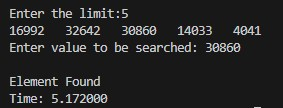 Enter the limit:5
16992   32642   30860   14033   4041
Enter value to be searched: 30860
Element Found
Time: 5.172000